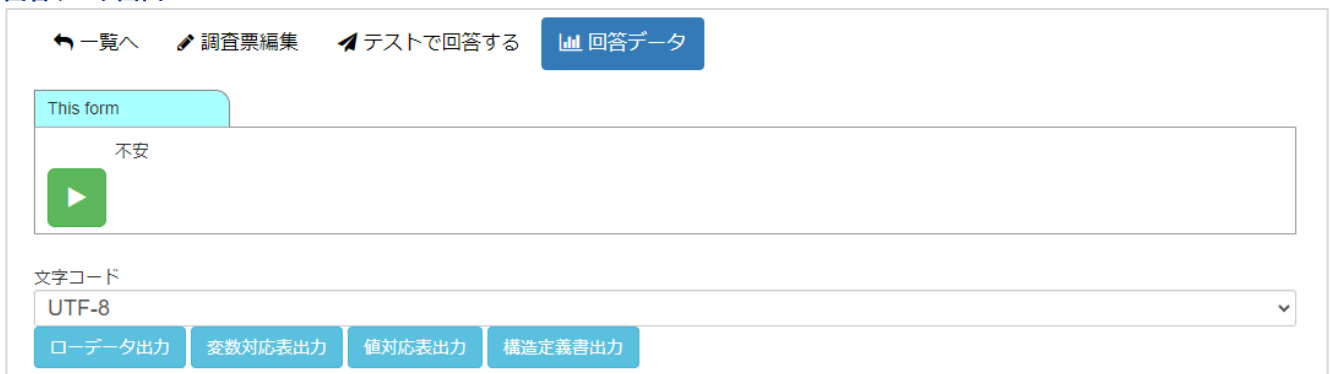 一覧へ 調査票編集 テストで回答する 回答データ
This form
不安
文字コード
UTF-8
ローデータ出力 変数対応表出力 値対応表出力 構造定義書出力